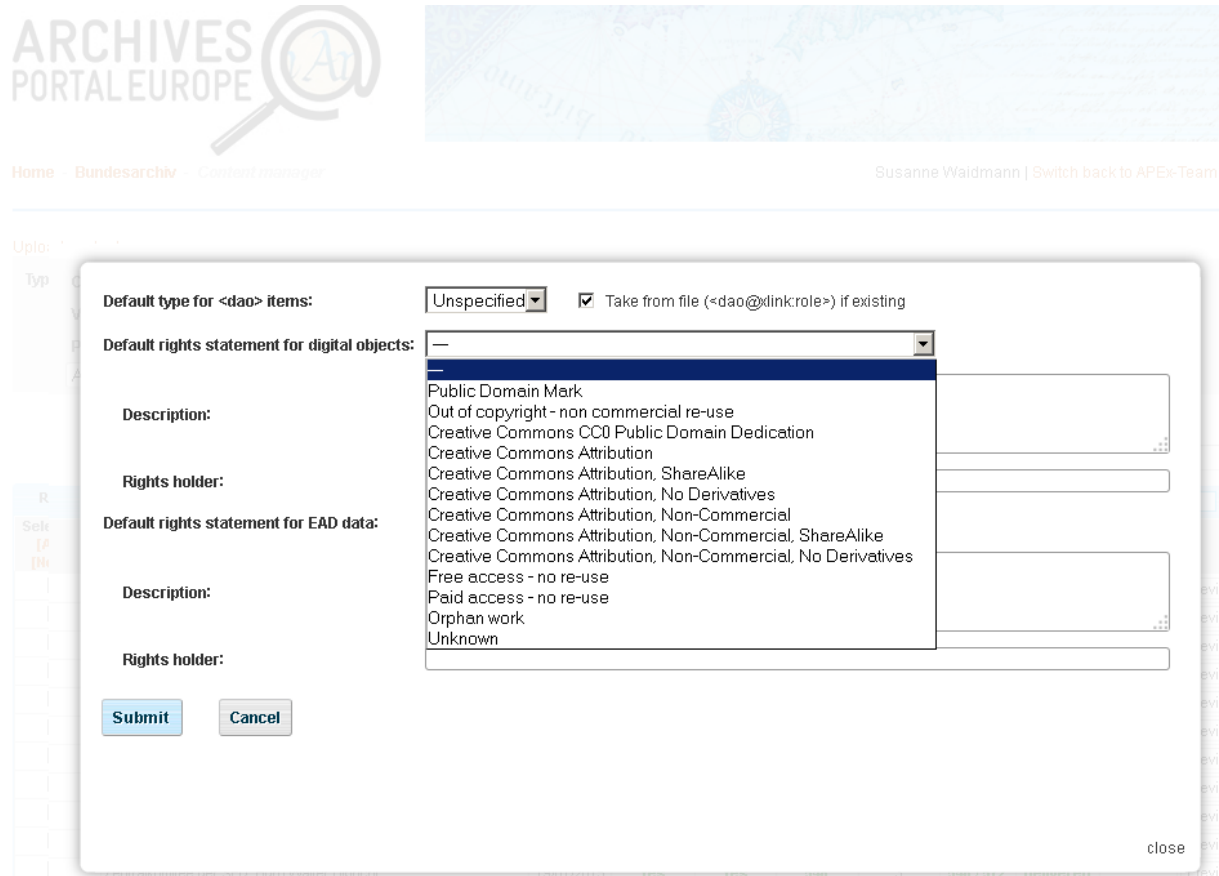 ARCHIVES
PORTAL EUROPE
Home Bundesarchiv - Content manager
Susanne Waidmann | Switch back to APEx-Team
Default type for <dao> items: Unspecified Take from file (<dao@xlink:role>) if existing
Default rights statement for digital objects: —
—
Public Domain Mark
Out of copyright - non commercial re-use
Creative Commons CC0 Public Domain Dedication
Creative Commons Attribution
Creative Commons Attribution, ShareAlike
Creative Commons Attribution, No Derivatives
Creative Commons Attribution, Non-Commercial
Creative Commons Attribution, Non-Commercial, ShareAlike
Creative Commons Attribution, Non-Commercial, No Derivatives
Free access - no re-use
Paid access - no re-use
Orphan work
Unknown
Description:
Rights holder:
Default rights statement for EAD data:
Description:
Rights holder:
Submit Cancel
close